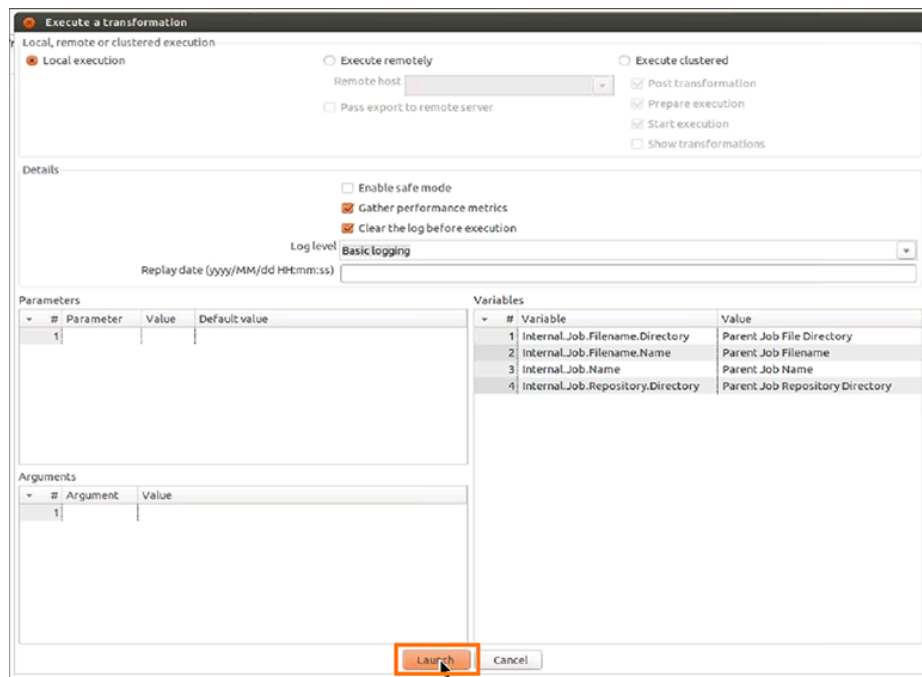 Execute a transformation
Local, remote or clustered execution
Local execution
Execute remotely
Execute clustered
Remote host
Post transformation
Pass export to remote server
Prepare execution
Start execution
Show transformations
Details
Enable safe mode
Gather performance metrics
Clear the log before execution
Log level Basic logging
Replay date (yyyy/MM/dd HH:mm:ss)
Parameters
# Parameter Value Default value
1
Variables
# Variable Value
1 Internal.Job.Filename.Directory Parent Job File Directory
2 Internal.Job.Filename.Name Parent Job Filename
3 Internal.Job.Name Parent Job Name
4 Internal.Job.Repository.Directory Parent Job Repository Directory
Arguments
# Argument Value
1
Launch Cancel